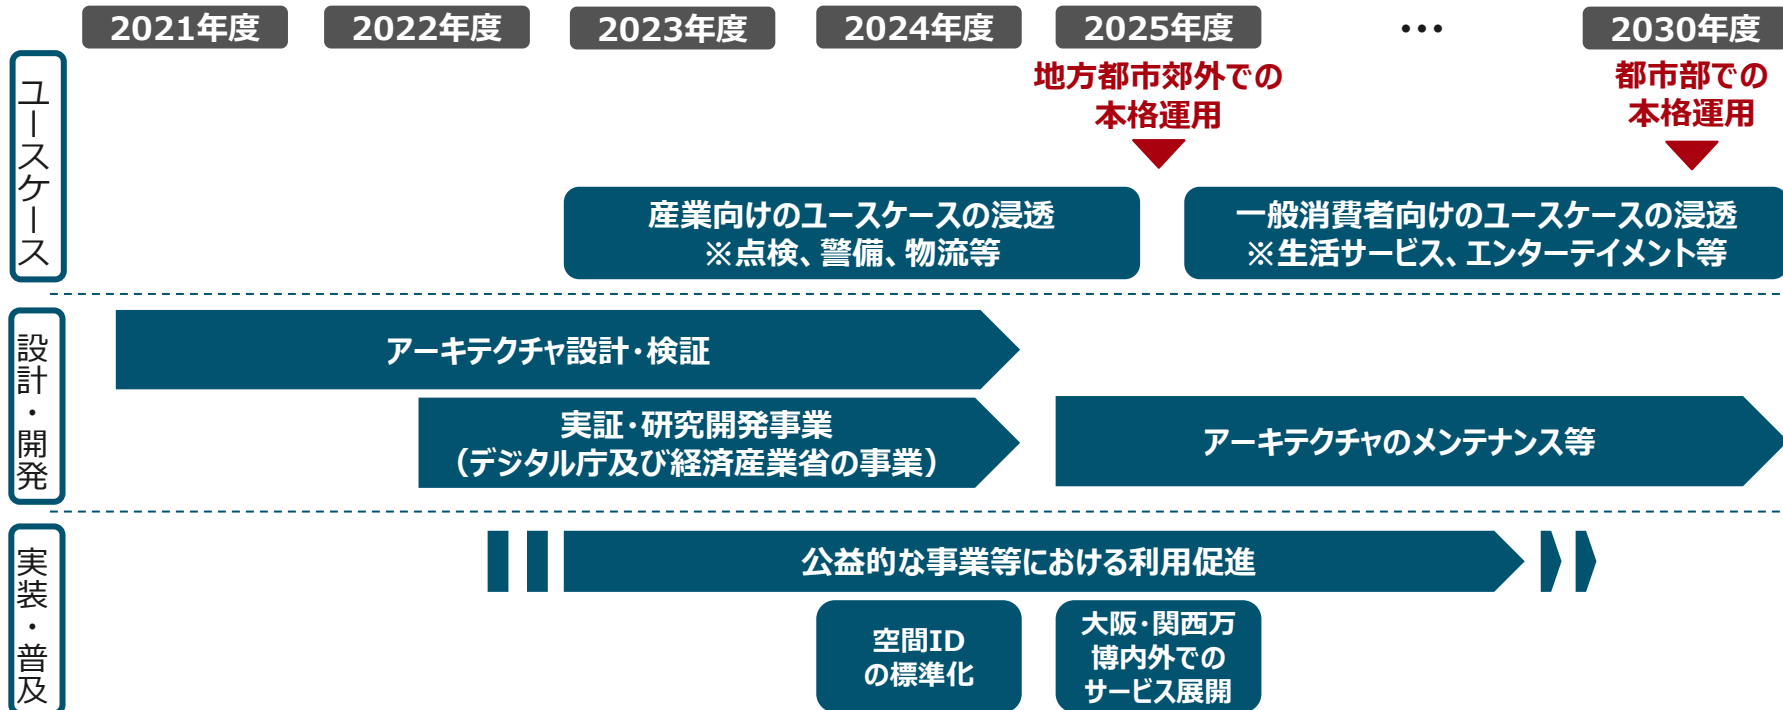 2021年度
2022年度
2023年度
2024年度
2025年度
…
2030年度
ユースケース
地方都市郊外での
本格運用
都市部での
本格運用
産業向けのユースケースの浸透
※点検、警備、物流等
一般消費者向けのユースケースの浸透
※生活サービス、エンターテイメント等
設計・開発
アーキテクチャ設計・検証
実証・研究開発事業
（デジタル庁及び経済産業省の事業）
アーキテクチャのメンテナンス等
実装・普及
公益的な事業等における利用促進
空間ID
の標準化
大阪・関西万
博内外での
サービス展開